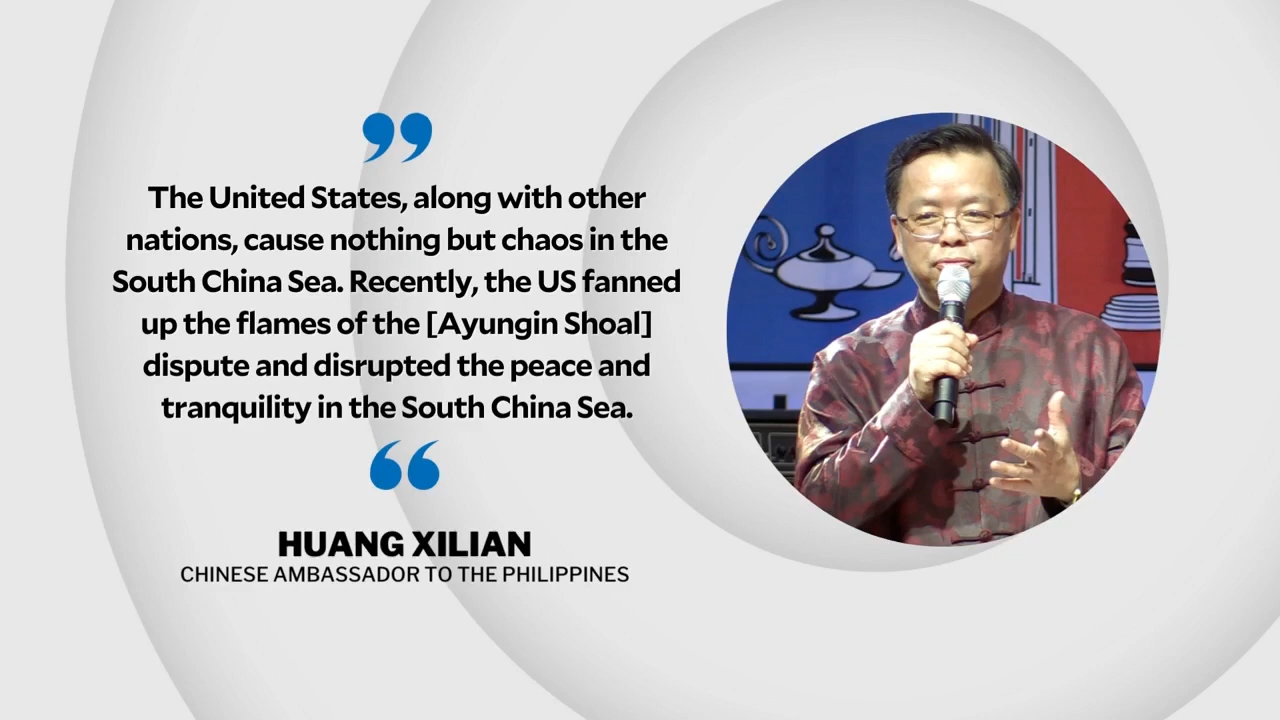 ”
The United States, along with other
nations, cause nothing but chaos in the
South China Sea. Recently, the US fanned
up the flames of the [Ayungin Shoal]
dispute and disrupted the peace and
tranquility in the South China Sea.
“
HUANG XILIAN
CHINESE AMBASSADOR TO THE PHILIPPINES